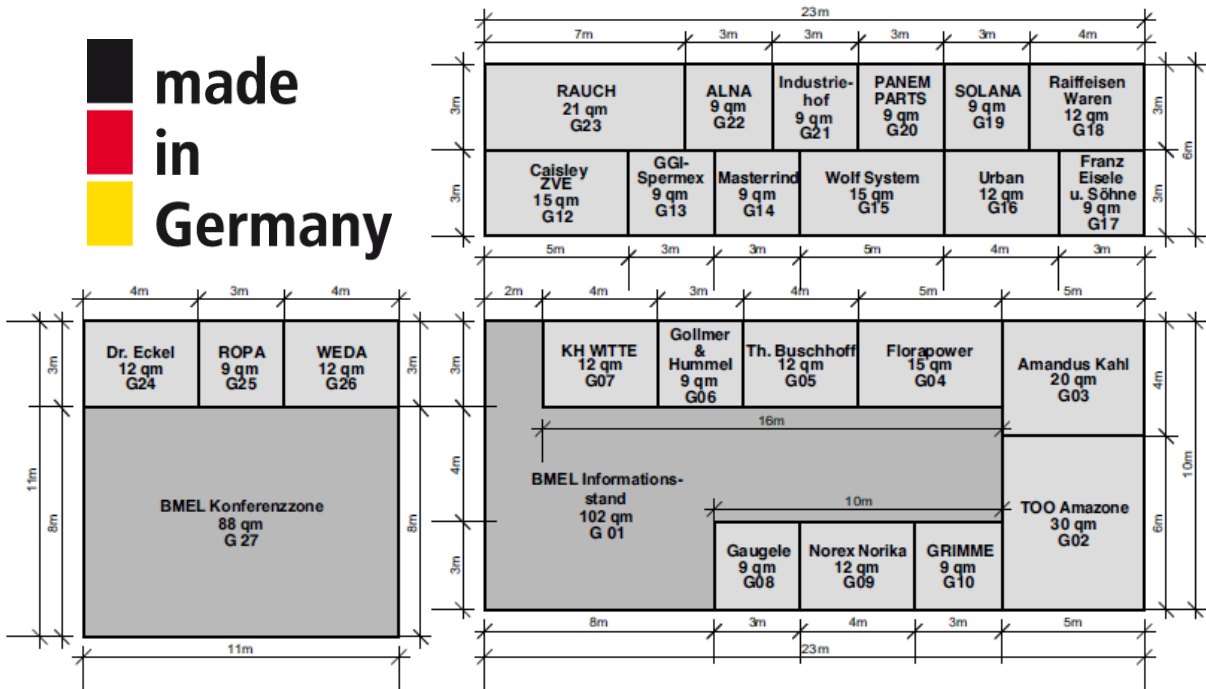 made
in
Germany
23m
7m
3m
3m
3m
3m
4m
3m
RAUCH
21 qm
G23
ALNA
9 qm
G22
Industrie-
hof
9 qm
G21
PANEM
PARTS
9 qm
G20
SOLANA
9 qm
G19
Raiffeisen
Waren
12 qm
G18
3m
6m
3m
Caisley
ZVE
15 qm
G12
GGI-
Spermex
9 qm
G13
Masterrind
9 qm
G14
Wolf System
15 qm
G15
Urban
12 qm
G16
Franz
Eisele
u. Söhne
9 qm
G17
3m
5m
3m
3m
5m
4m
3m
4m
3m
4m
11m
3m
8m
Dr. Eckel
12 qm
G24
ROPA
9 qm
G25
WEDA
12 qm
G26
3m
8m
BMEL Konferenzzone
88 qm
G 27
11m
2m
4m
3m
4m
5m
5m
3m
4m
3m
KH WITTE
12 qm
G07
Gollmer
&
Hummel
9 qm
G06
Th. Buschhoff
12 qm
G05
Florapower
15 qm
G04
Amandus Kahl
20 qm
G03
4m
10m
6m
16m
BMEL Informations-
stand
102 qm
G 01
10m
TOO Amazone
30 qm
G02
Gaugele
9 qm
G08
Norex Norika
12 qm
G09
GRIMME
9 qm
G10
8m
3m
4m
3m
5m
23m